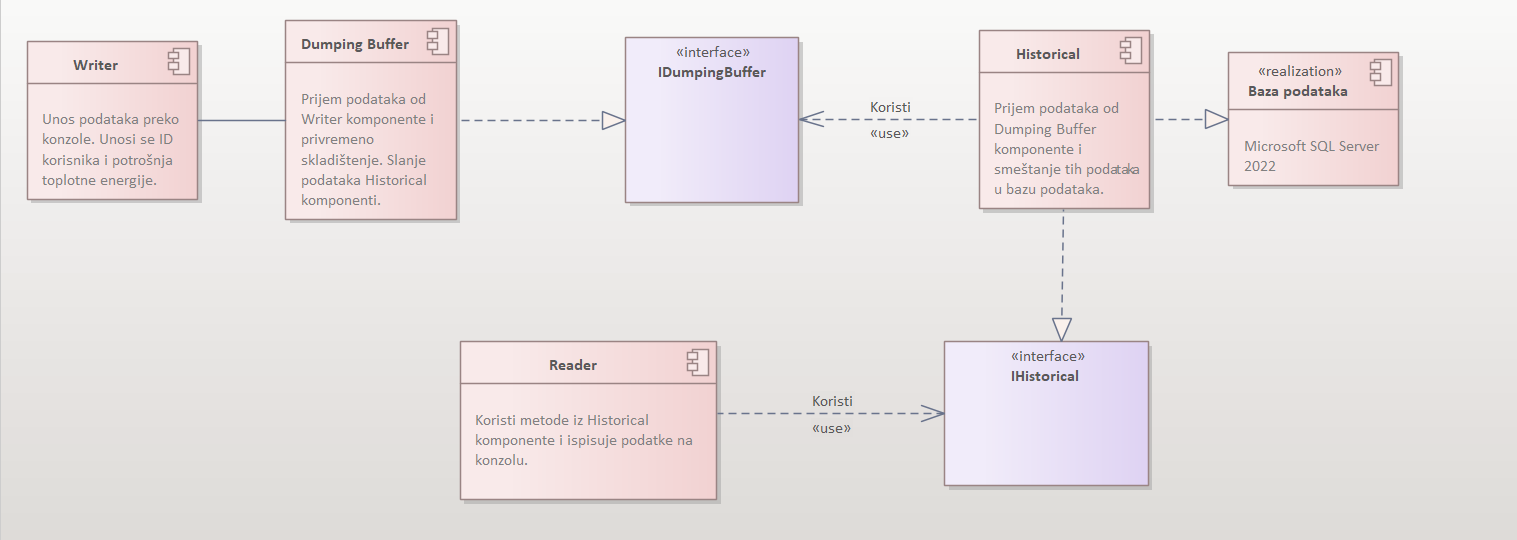 Writer
Unos podataka preko
konzole. Unosi se ID
korisnika i potrošnja
toplotne energije.
Dumping Buffer
Prijem podataka od
Writer komponente i
privremeno
skladištenje. Slanje
podataka Historical
komponenti.
«interface»
IDumpingBuffer
Koristi
«use»
Historical
Prijem podataka od
Dumping Buffer
komponente i
smeštanje tih podataka
u bazu podataka.
«realization»
Baza podataka
Microsoft SQL Server
2022
Reader
Koristi metode iz Historical
komponente i ispisuje podatke na
konzolu.
Koristi
«use»
«interface»
IHistorical